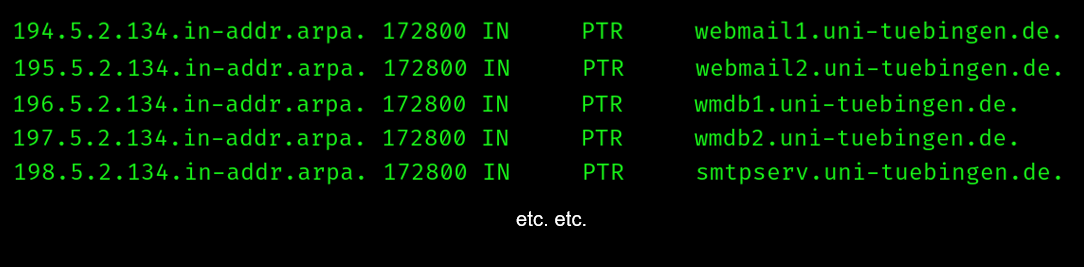 194.5.2.134.in-addr.arpa. 172800 IN PTR webmail1.uni-tuebingen.de.
195.5.2.134.in-addr.arpa. 172800 IN PTR webmail2.uni-tuebingen.de.
196.5.2.134.in-addr.arpa. 172800 IN PTR wmdb1.uni-tuebingen.de.
197.5.2.134.in-addr.arpa. 172800 IN PTR wmdb2.uni-tuebingen.de.
198.5.2.134.in-addr.arpa. 172800 IN PTR smtpserv.uni-tuebingen.de.
etc. etc.